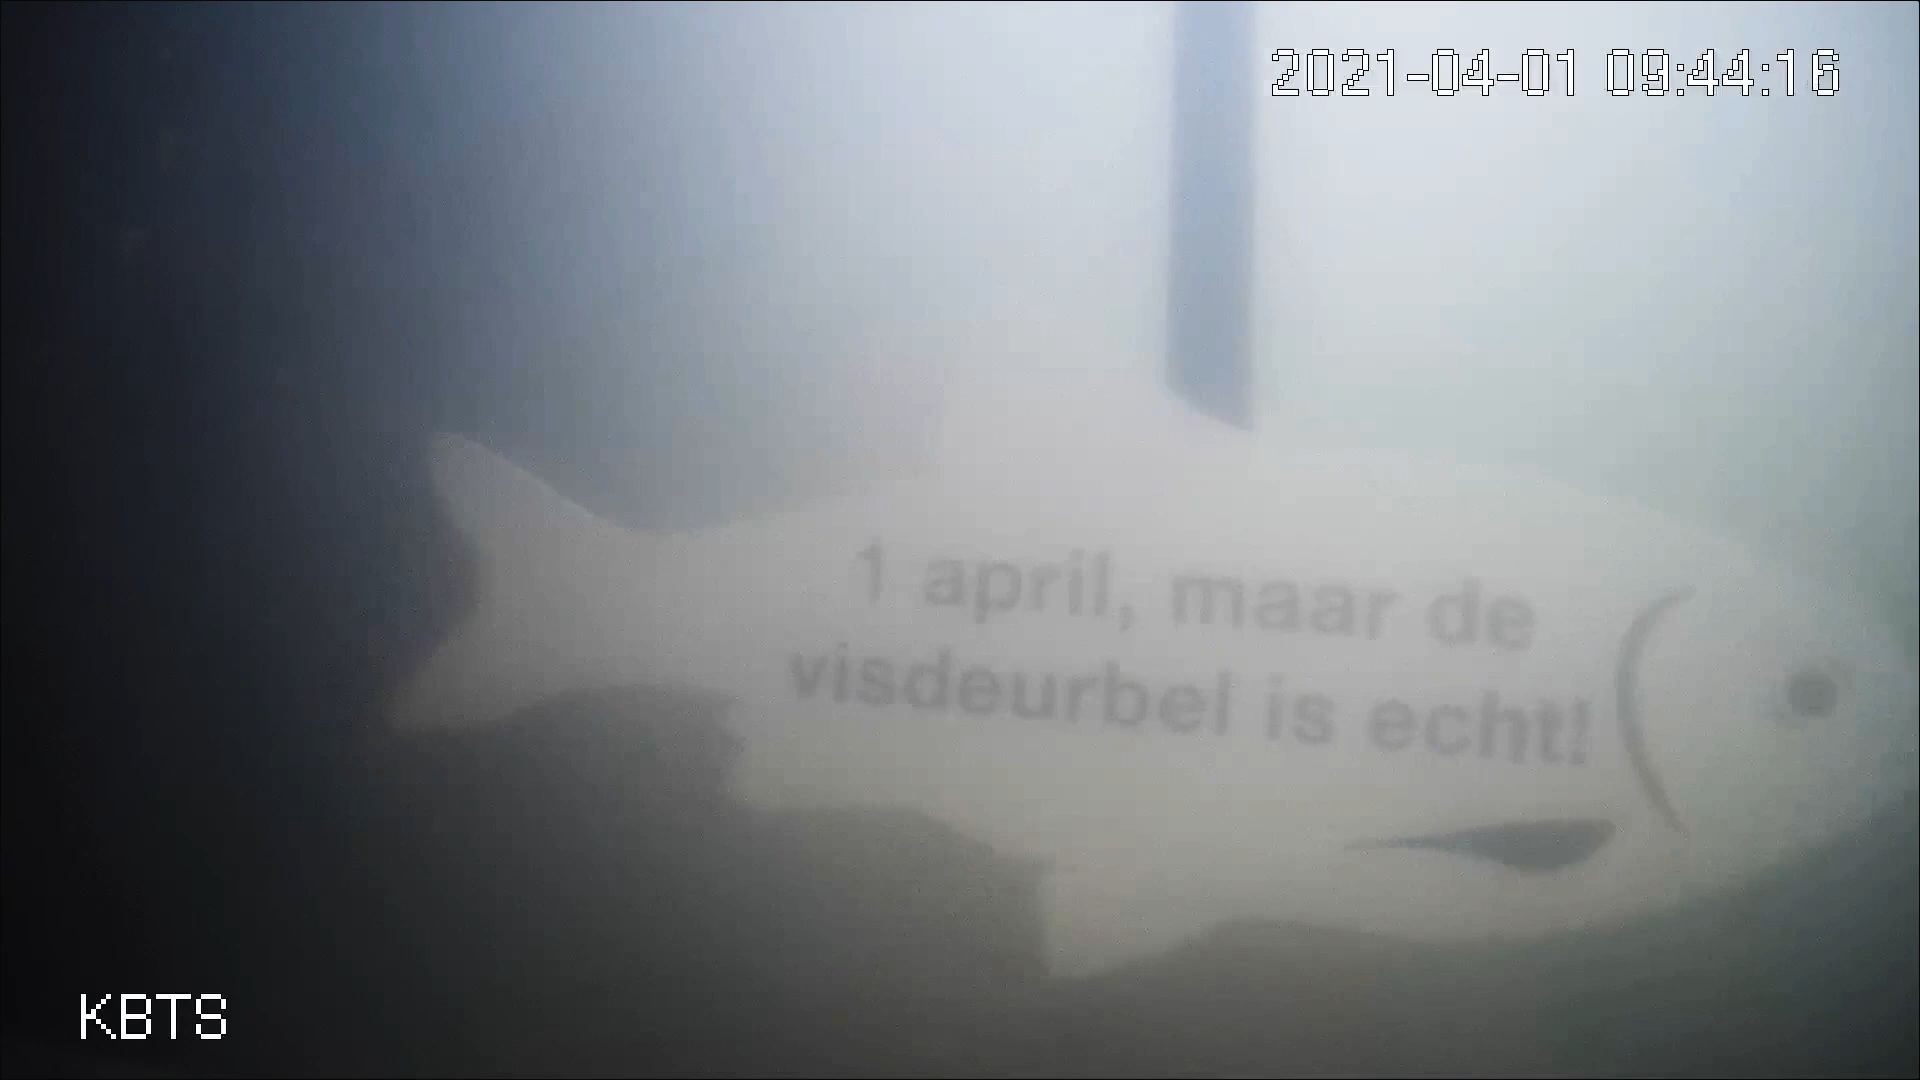 2021-04-01 09:44:16
1 april, maar de
visdeurbel is echt!
KBTS